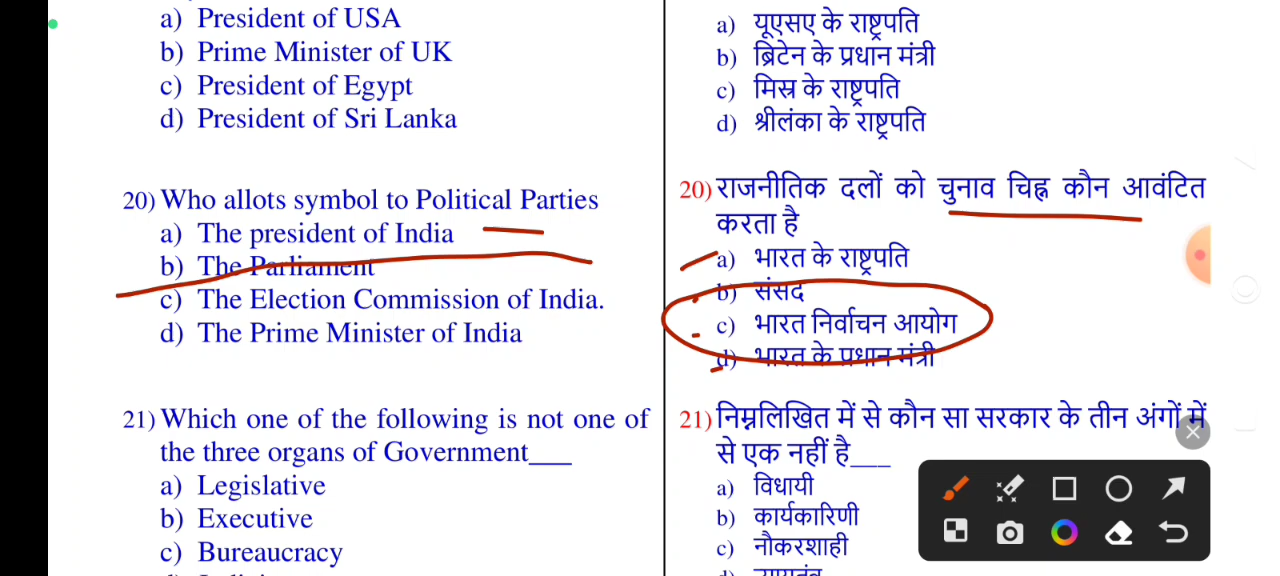 a) President of USA
b) Prime Minister of UK
c) President of Egypt
d) President of Sri Lanka
20) Who allots symbol to Political Parties
a) The president of India
b) The Parliament
c) The Election Commission of India.
d) The Prime Minister of India
21) Which one of the following is not one of
the three organs of Government___
a) Legislative
b) Executive
c) Bureaucracy
a) यूएसए के राष्ट्रपति
b) ब्रिटेन के प्रधान मंत्री
c) मिस्र के राष्ट्रपति
d) श्रीलंका के राष्ट्रपति
20) राजनीतिक दलों को चुनाव चिह्न कौन आवंटित
करता है
a) भारत के राष्ट्रपति
b) संसद
c) भारत निर्वाचन आयोग
d) भारत के प्रधान मंत्री
21) निम्नलिखित में से कौन सा सरकार के तीन अंगों में
से एक नहीं है___
a) विधायी
b) कार्यकारिणी
c) नौकरशाही